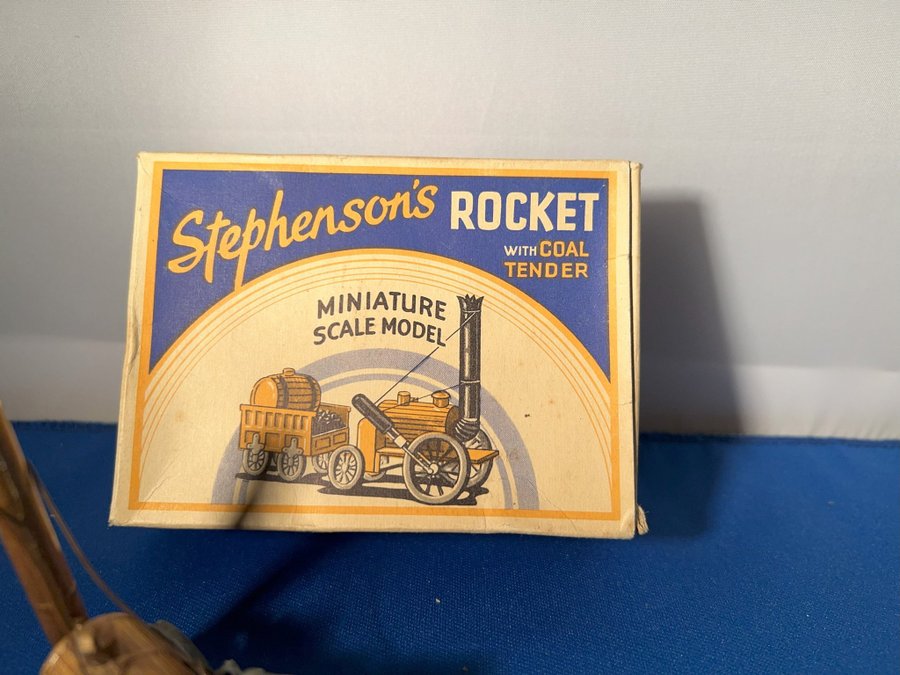 Stephenson's ROCKET
WITH COAL
TENDER
MINIATURE
SCALE MODEL